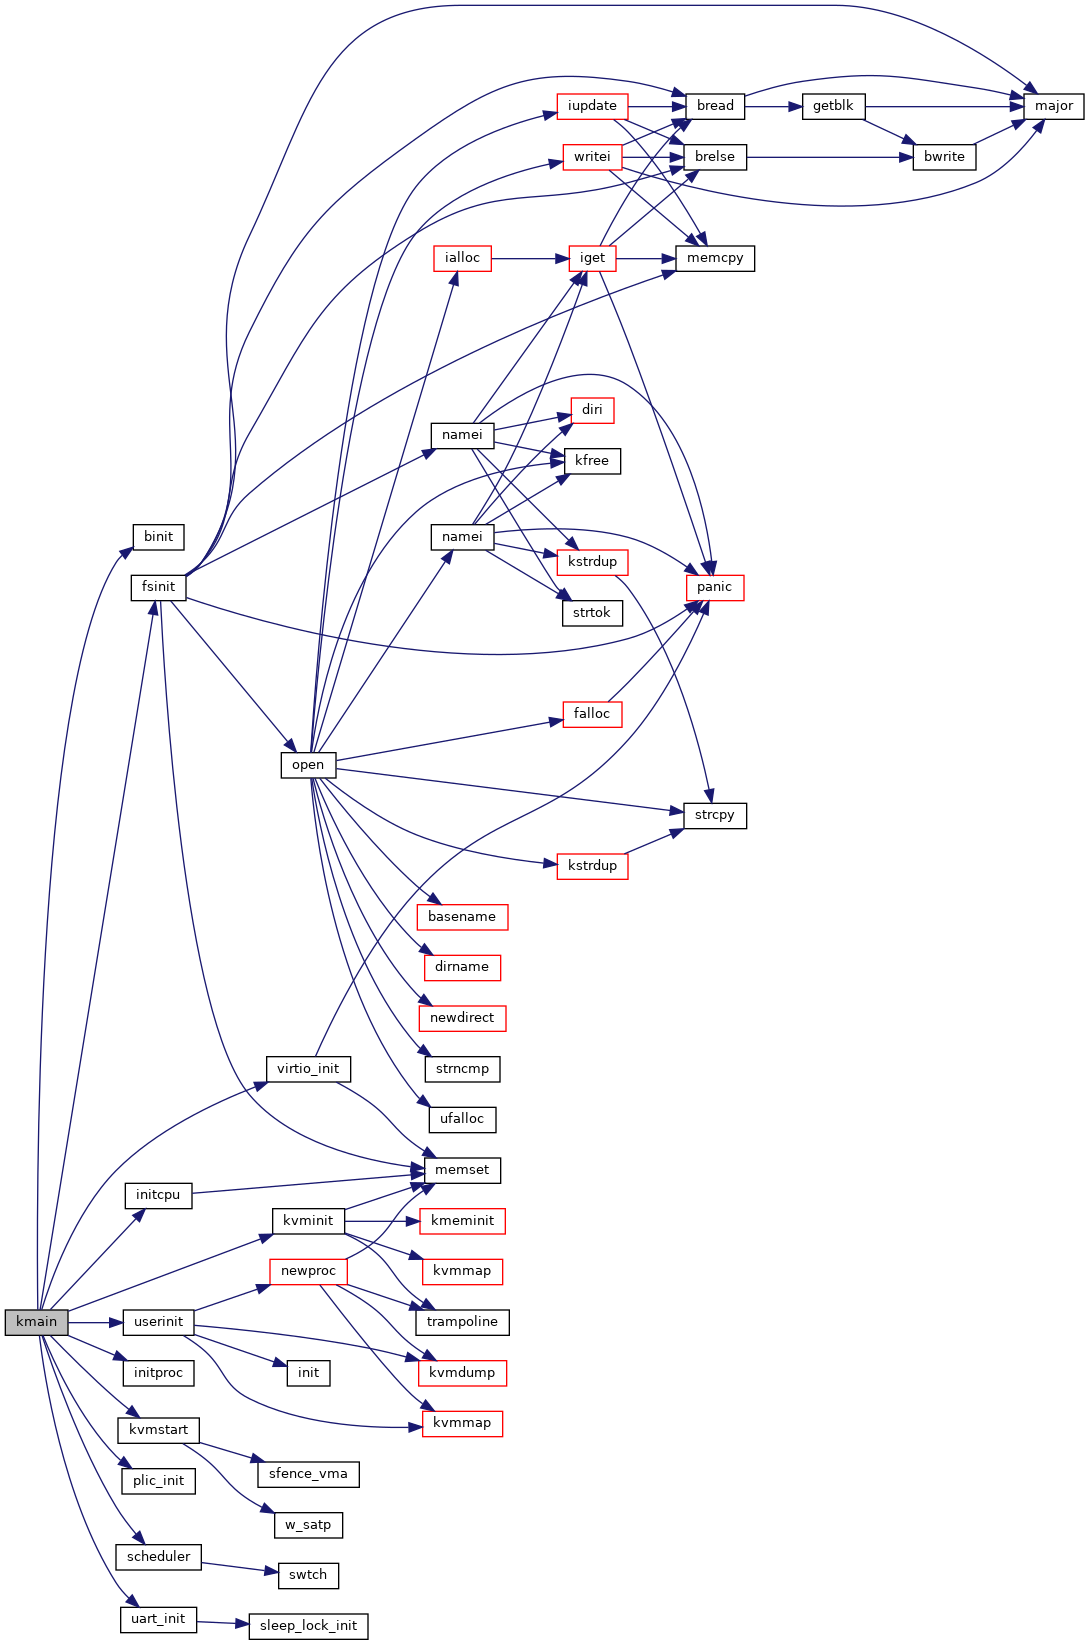 major
iupdate
bread
getblk
writei
brelse
bwrite
ialloc
iget
memcpy
diri
namei
kfree
binit
namei
kstrdup
fsinit
panic
strtok
falloc
open
strcpy
kstrdup
basename
dirname
newdirect
virtio_init
strncmp
ufalloc
memset
initcpu
kvminit
kmeminit
newproc
kvmmap
kmain
userinit
trampoline
initproc
init
kvmdump
kvmmap
kvmstart
sfence_vma
plic_init
w_satp
scheduler
swtch
uart_init
sleep_lock_init